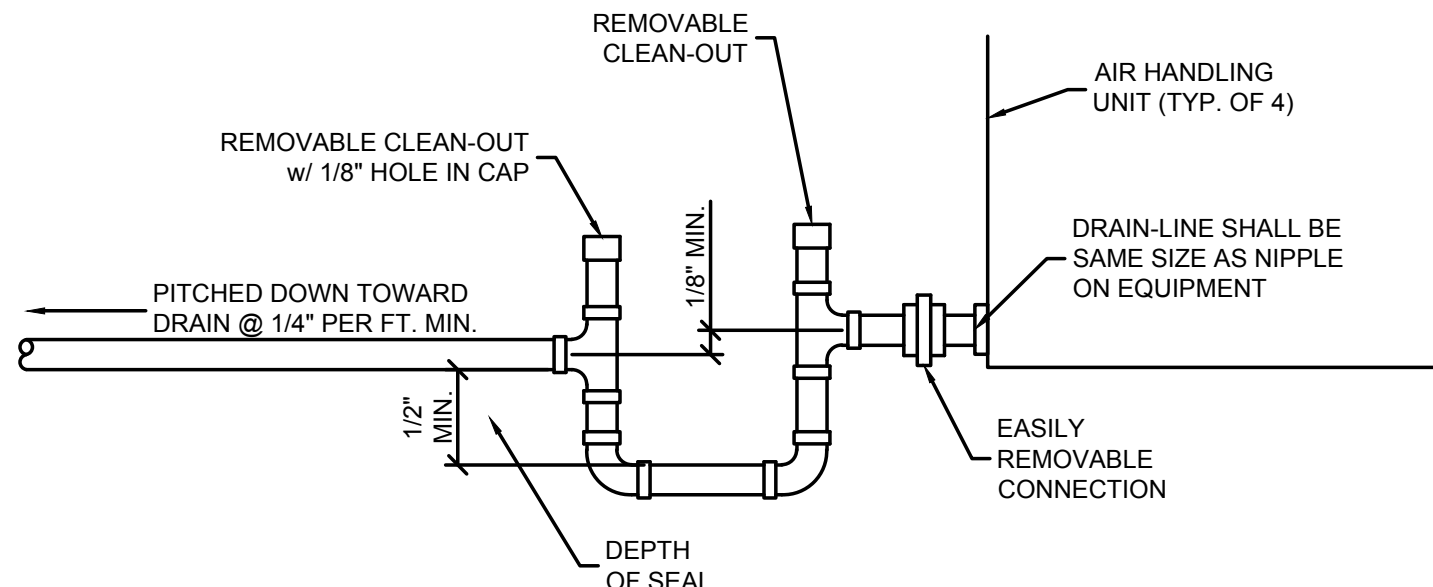 REMOVABLE
CLEAN-OUT
AIR HANDLING
UNIT (TYP. OF 4)
REMOVABLE CLEAN-OUT
w/ 1/8" HOLE IN CAP
1/8" MIN.
DRAIN-LINE SHALL BE
SAME SIZE AS NIPPLE
ON EQUIPMENT
PITCHED DOWN TOWARD
DRAIN @ 1/4" PER FT. MIN.
1/2"
MIN.
EASILY
REMOVABLE
CONNECTION
DEPTH
OF SEAL